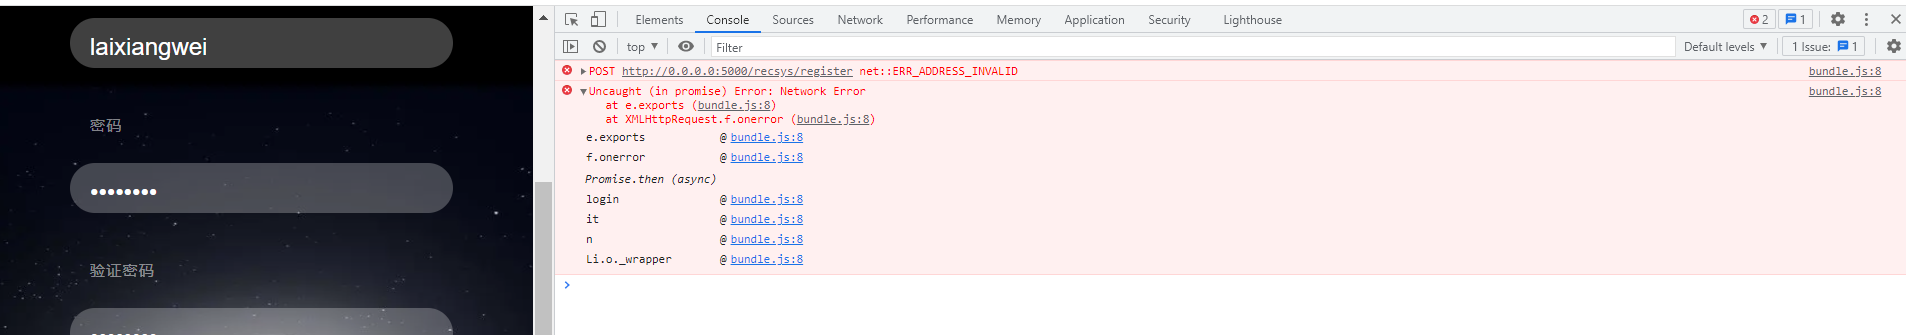 laixiangwei
密码
••••••••
验证密码
Elements Console Sources Network Performance Memory Application Security Lighthouse 2 1
top ▼ Filter Default levels ▼ 1 Issue: 1
POST http://0.0.0.0:5000/recsys/register net::ERR_ADDRESS_INVALID bundle.js:8
Uncaught (in promise) Error: Network Error bundle.js:8
at e.exports (bundle.js:8)
at XMLHttpRequest.f.onerror (bundle.js:8)
e.exports @ bundle.js:8
f.onerror @ bundle.js:8
Promise.then (async)
login @ bundle.js:8
it @ bundle.js:8
n @ bundle.js:8
Li.o._wrapper @ bundle.js:8